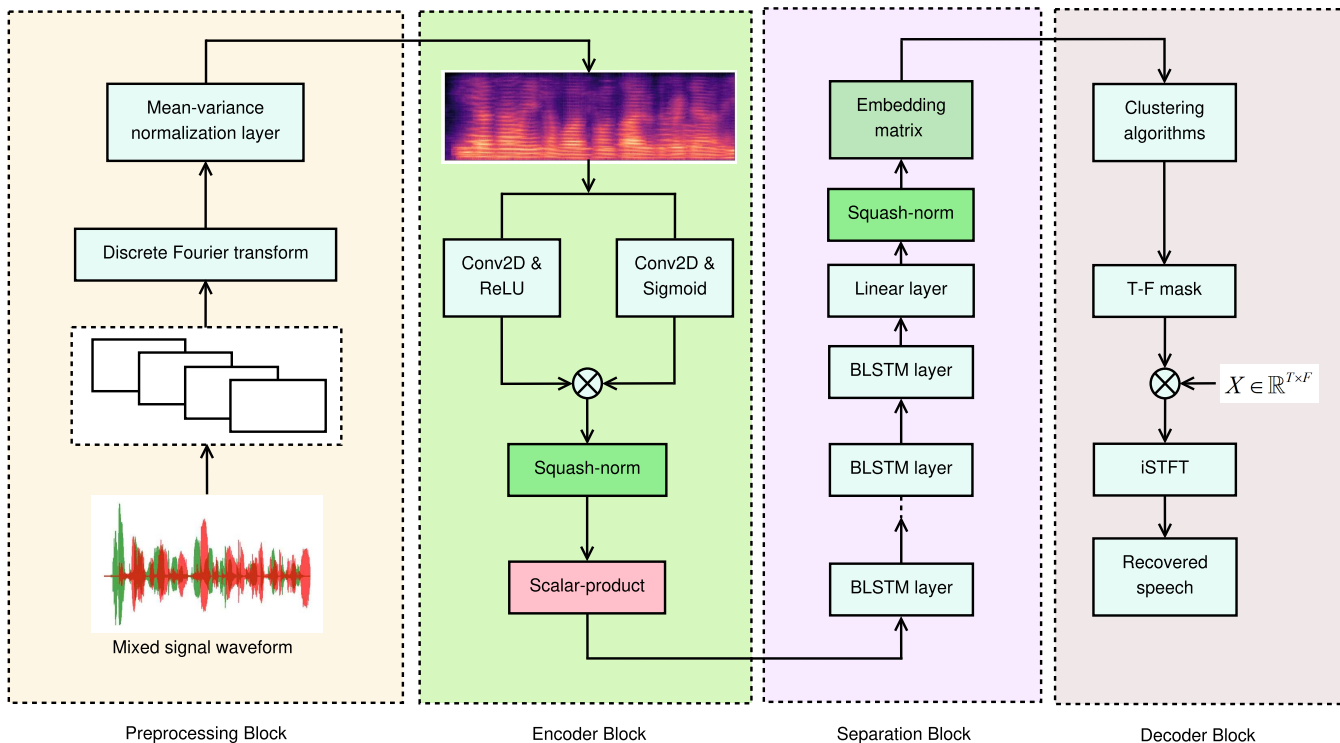 Mean-variance
normalization layer
Discrete Fourier transform
Mixed signal waveform
Preprocessing Block
Conv2D &
ReLU
Conv2D &
Sigmoid
Squash-norm
Scalar-product
Encoder Block
Embedding
matrix
Squash-norm
Linear layer
BLSTM layer
BLSTM layer
BLSTM layer
Separation Block
Clustering
algorithms
T-F mask
X ∈ ℝ^{T×F}
iSTFT
Recovered
speech
Decoder Block